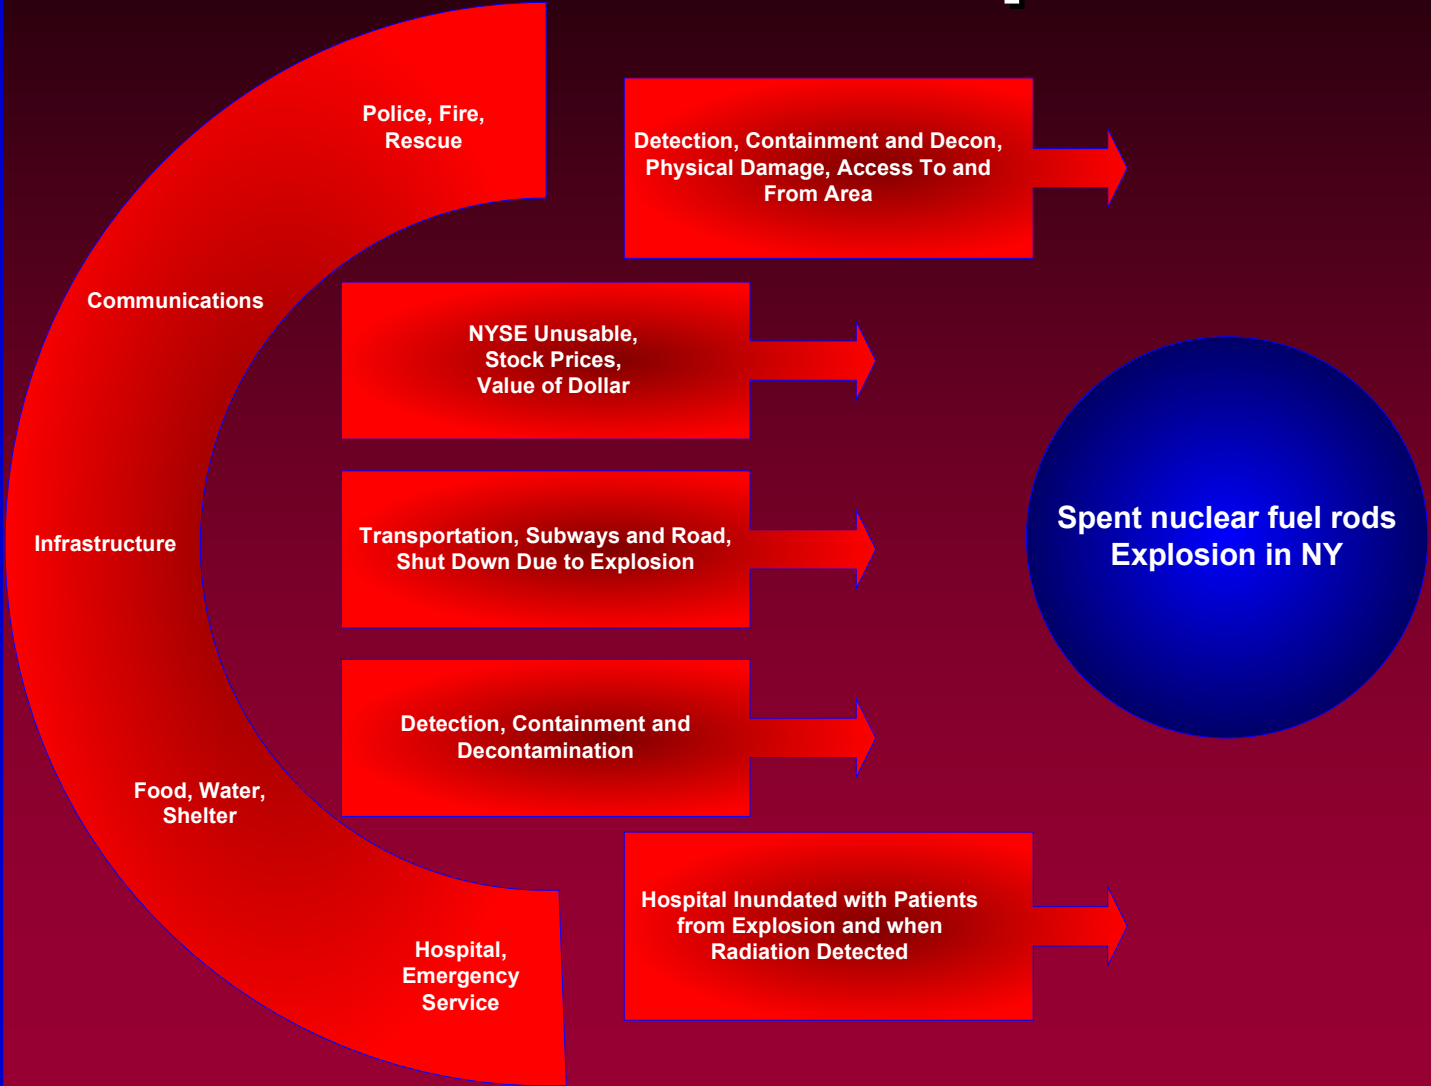 Police, Fire,
Rescue
Detection, Containment and Decon,
Physical Damage, Access To and
From Area
Communications
NYSE Unusable,
Stock Prices,
Value of Dollar
Infrastructure
Transportation, Subways and Road,
Shut Down Due to Explosion
Spent nuclear fuel rods
Explosion in NY
Food, Water,
Shelter
Detection, Containment and
Decontamination
Hospital,
Emergency
Service
Hospital Inundated with Patients
from Explosion and when
Radiation Detected